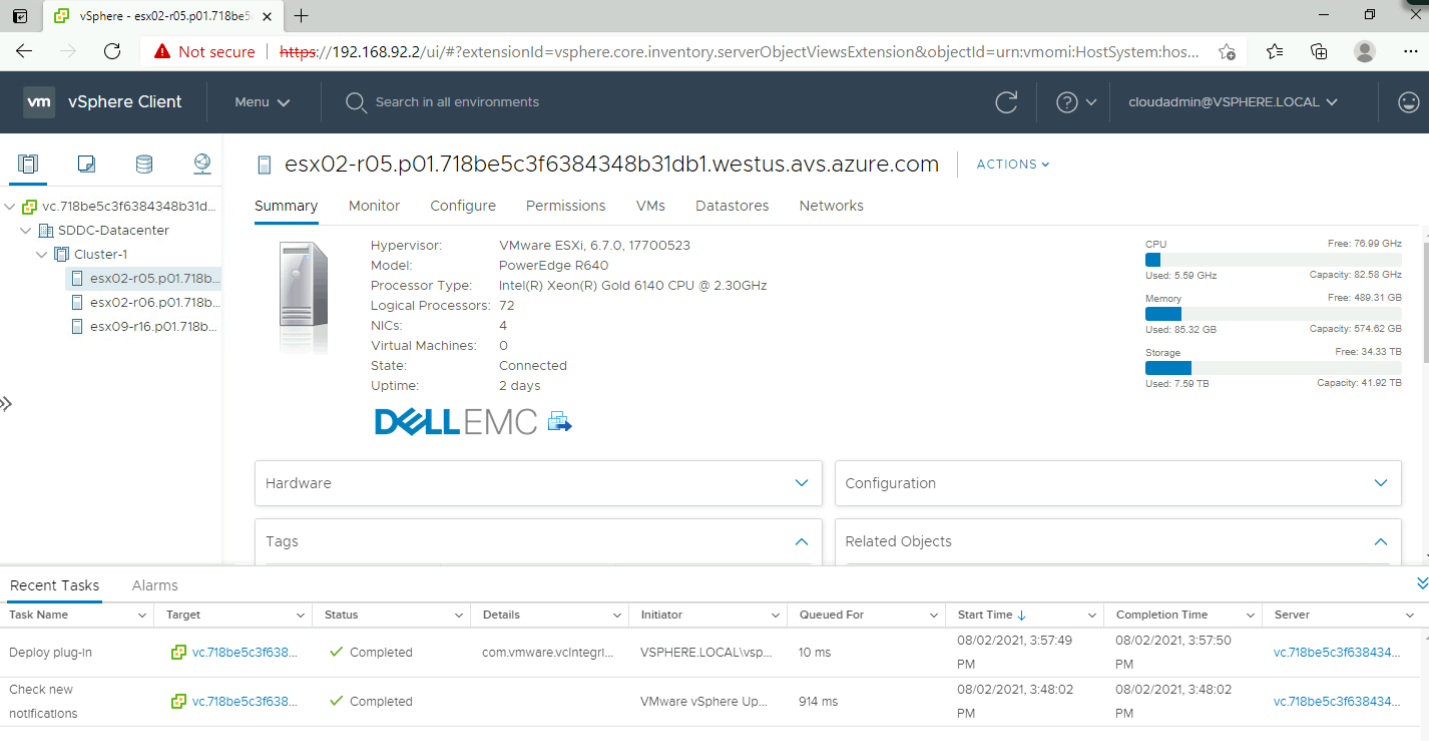 vSphere - esx02-r05.p01.718be5
Not secure | https://192.168.92.2/ui/#?extensionId=vsphere.core.inventory.serverObjectViewsExtension&objectId=urn:vmomi:HostSystem:hos...
vm vSphere Client Menu Search in all environments cloudadmin@VSPHERE.LOCAL
vc.718be5c3f6384348b31d...
SDDC-Datacenter
Cluster-1
esx02-r05.p01.718b...
esx02-r06.p01.718b...
esx09-r16.p01.718b...
esx02-r05.p01.718be5c3f6384348b31db1.westus.avs.azure.com ACTIONS
Summary Monitor Configure Permissions VMs Datastores Networks
Hypervisor: VMware ESXi, 6.7.0, 17700523
Model: PowerEdge R640
Processor Type: Intel(R) Xeon(R) Gold 6140 CPU @ 2.30GHz
Logical Processors: 72
NICs: 4
Virtual Machines: 0
State: Connected
Uptime: 2 days
DELLEMC
CPU Free: 76.99 GHz
Used: 5.59 GHz Capacity: 82.58 GHz
Memory Free: 489.31 GB
Used: 85.32 GB Capacity: 574.62 GB
Storage Free: 34.33 TB
Used: 7.59 TB Capacity: 41.92 TB
Hardware Configuration
Tags Related Objects
Recent Tasks Alarms
Task Name Target Status Details Initiator Queued For Start Time Completion Time Server
Deploy plug-in vc.718be5c3f638... Completed com.vmware.vcIntegri... VSPHERE.LOCAL\vsp... 10 ms 08/02/2021, 3:57:49 PM 08/02/2021, 3:57:50 PM vc.718be5c3f638434...
Check new notifications vc.718be5c3f638... Completed VMware vSphere Up... 914 ms 08/02/2021, 3:48:02 PM 08/02/2021, 3:48:02 PM vc.718be5c3f638434...